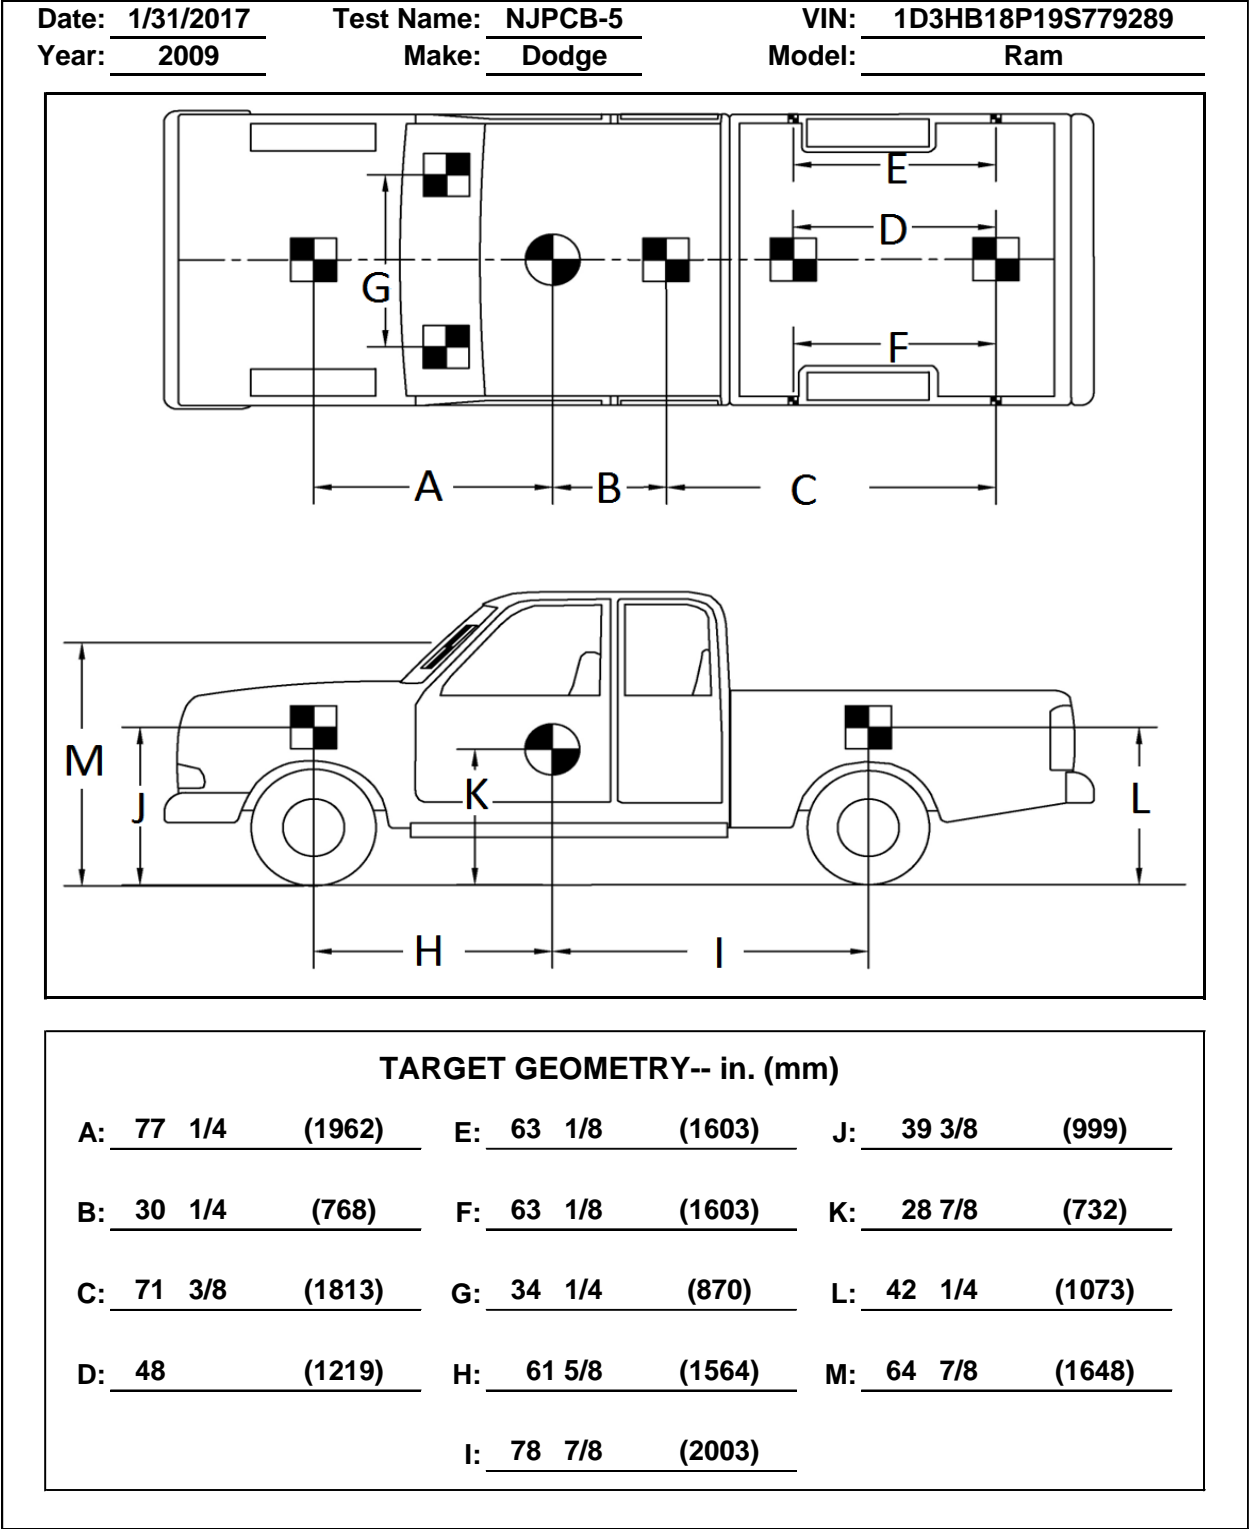 Date: 1/31/2017 Test Name: NJPCB-5 VIN: 1D3HB18P19S779289
Year: 2009 Make: Dodge Model: Ram
E
D
G
F
A B C
M
J
K
L
H I
TARGET GEOMETRY-- in. (mm)
A: 77 1/4 (1962) E: 63 1/8 (1603) J: 39 3/8 (999)
B: 30 1/4 (768) F: 63 1/8 (1603) K: 28 7/8 (732)
C: 71 3/8 (1813) G: 34 1/4 (870) L: 42 1/4 (1073)
D: 48 (1219) H: 61 5/8 (1564) M: 64 7/8 (1648)
I: 78 7/8 (2003)